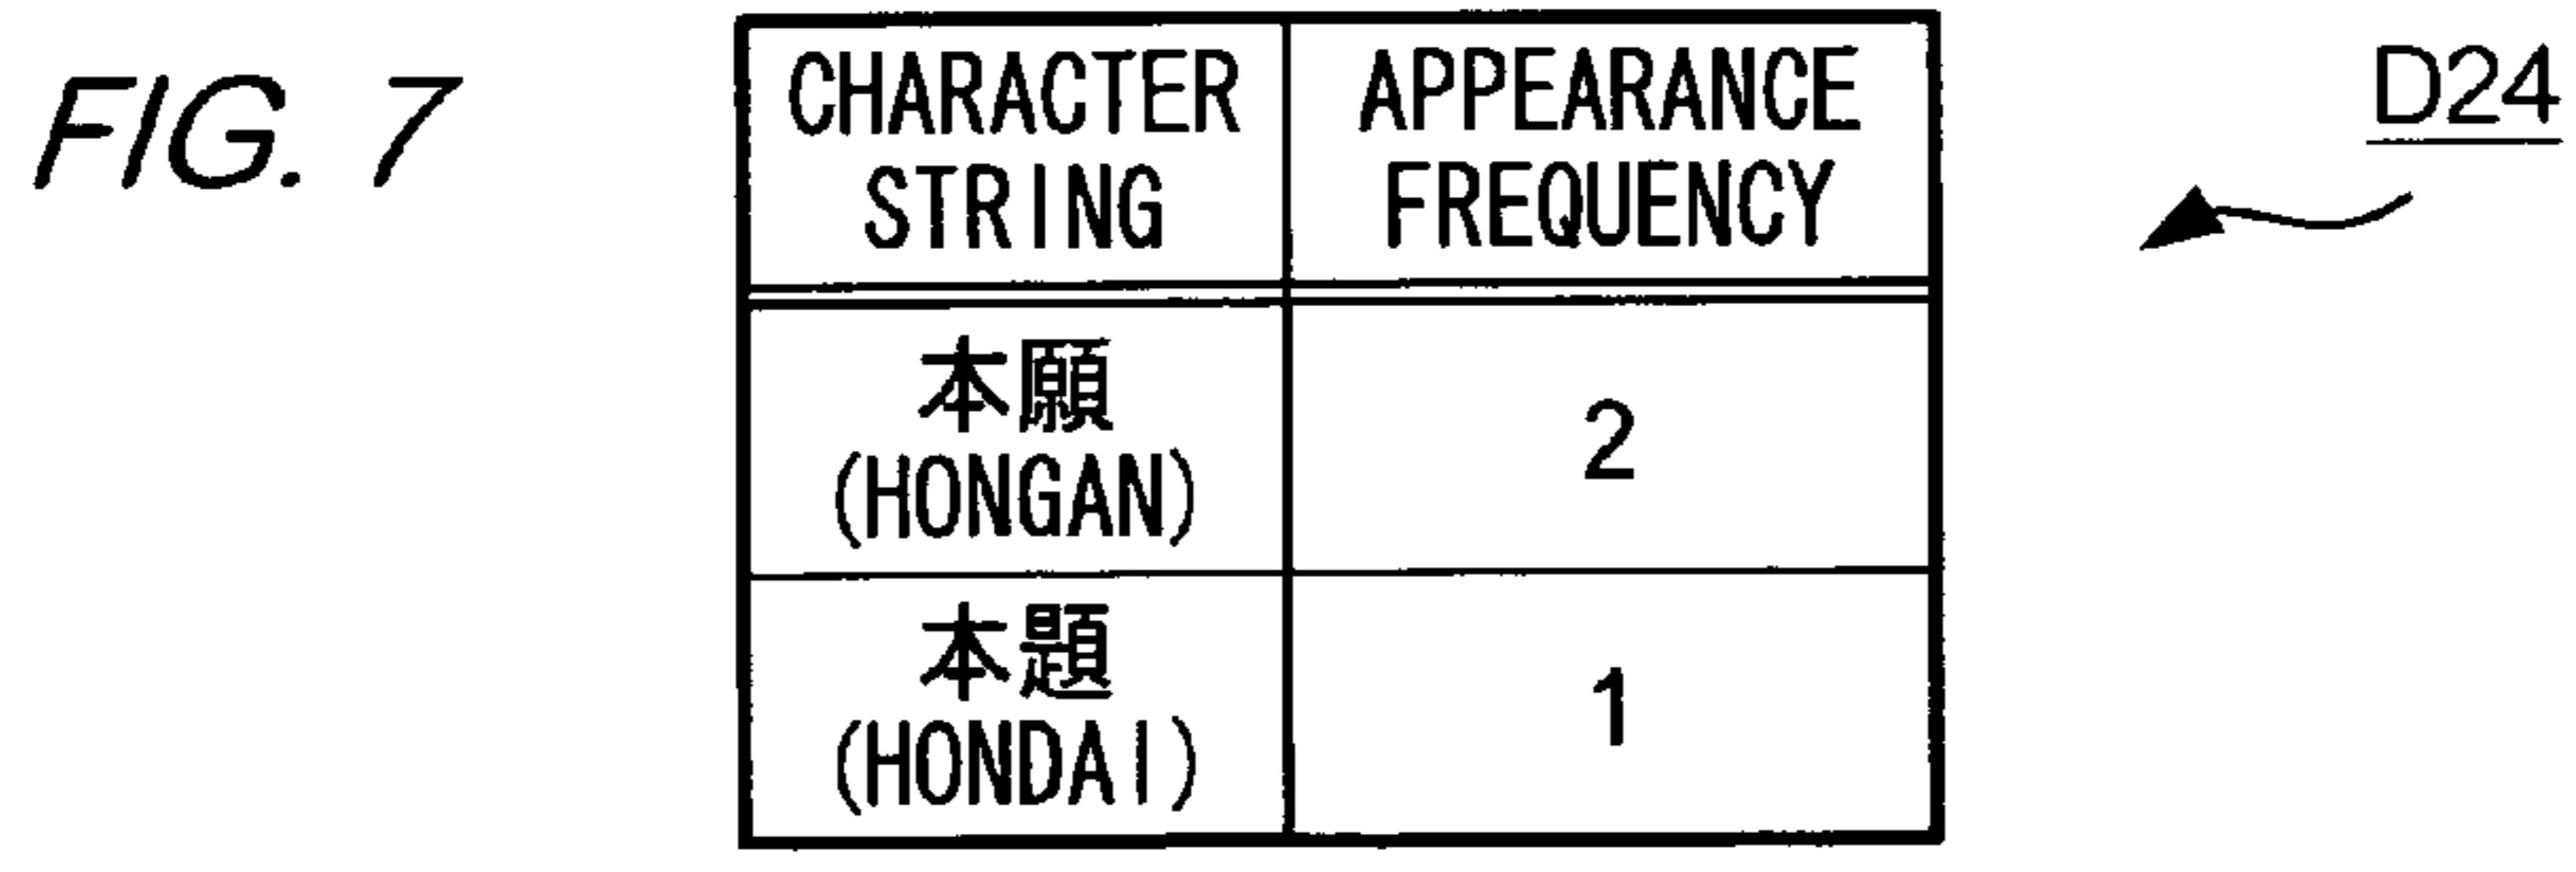 FIG. 7
D24
CHARACTER STRING
APPEARANCE FREQUENCY
本願
(HONGAN)
2
本題
(HONDAI)
1